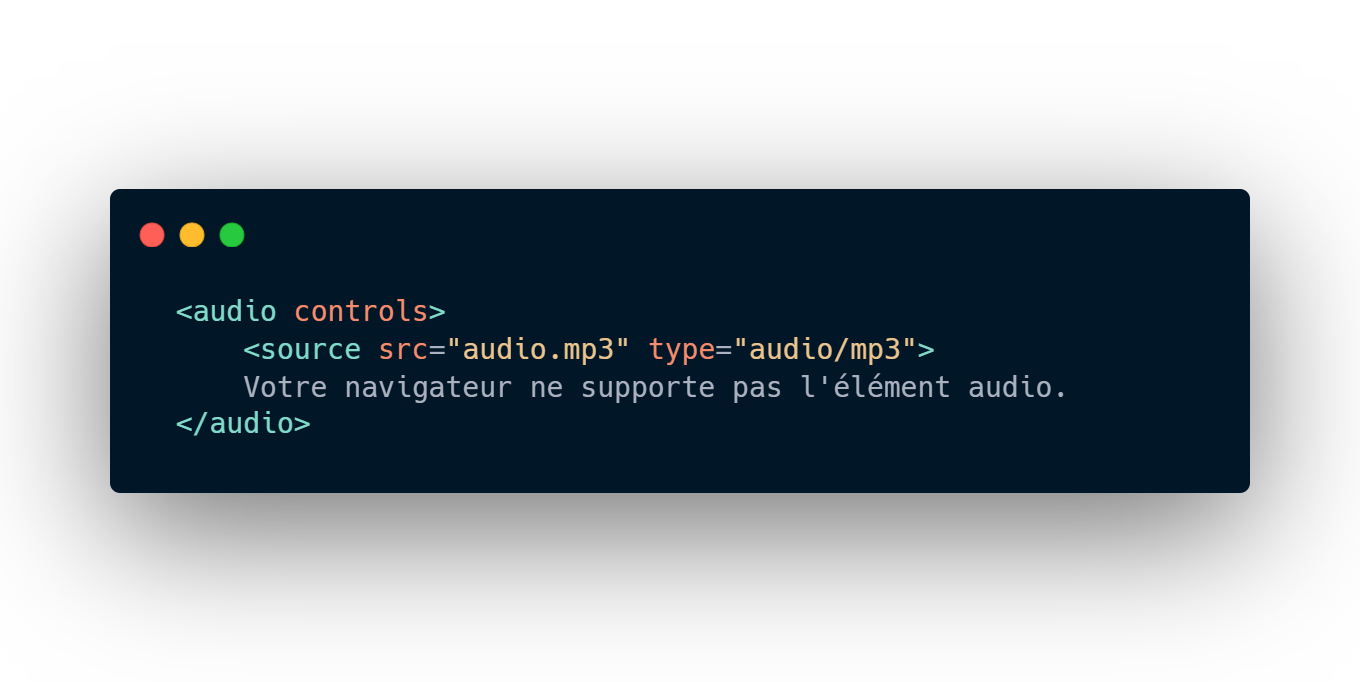 <audio controls>
<source src="audio.mp3" type="audio/mp3">
Votre navigateur ne supporte pas l'élément audio.
</audio>